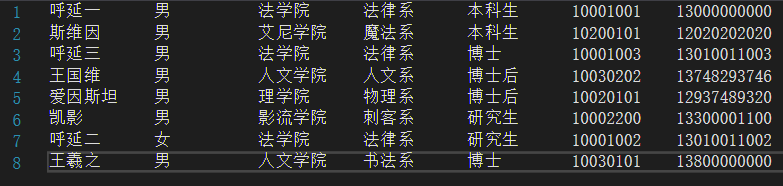 1 呼延一 男 法学院 法律系 本科生 10001001 13000000000
2 斯维因 男 艾尼学院 魔法系 本科生 10200101 12020202020
3 呼延三 男 法学院 法律系 博士 10001003 13010011003
4 王国维 男 人文学院 人文系 博士后 10030202 13748293746
5 爱因斯坦 男 理学院 物理系 博士后 10020101 12937489320
6 凯影 男 影流学院 刺客系 研究生 10002200 13300001100
7 呼延二 女 法学院 法律系 研究生 10001002 13010011002
8 王羲之 男 人文学院 书法系 博士 10030101 13800000000